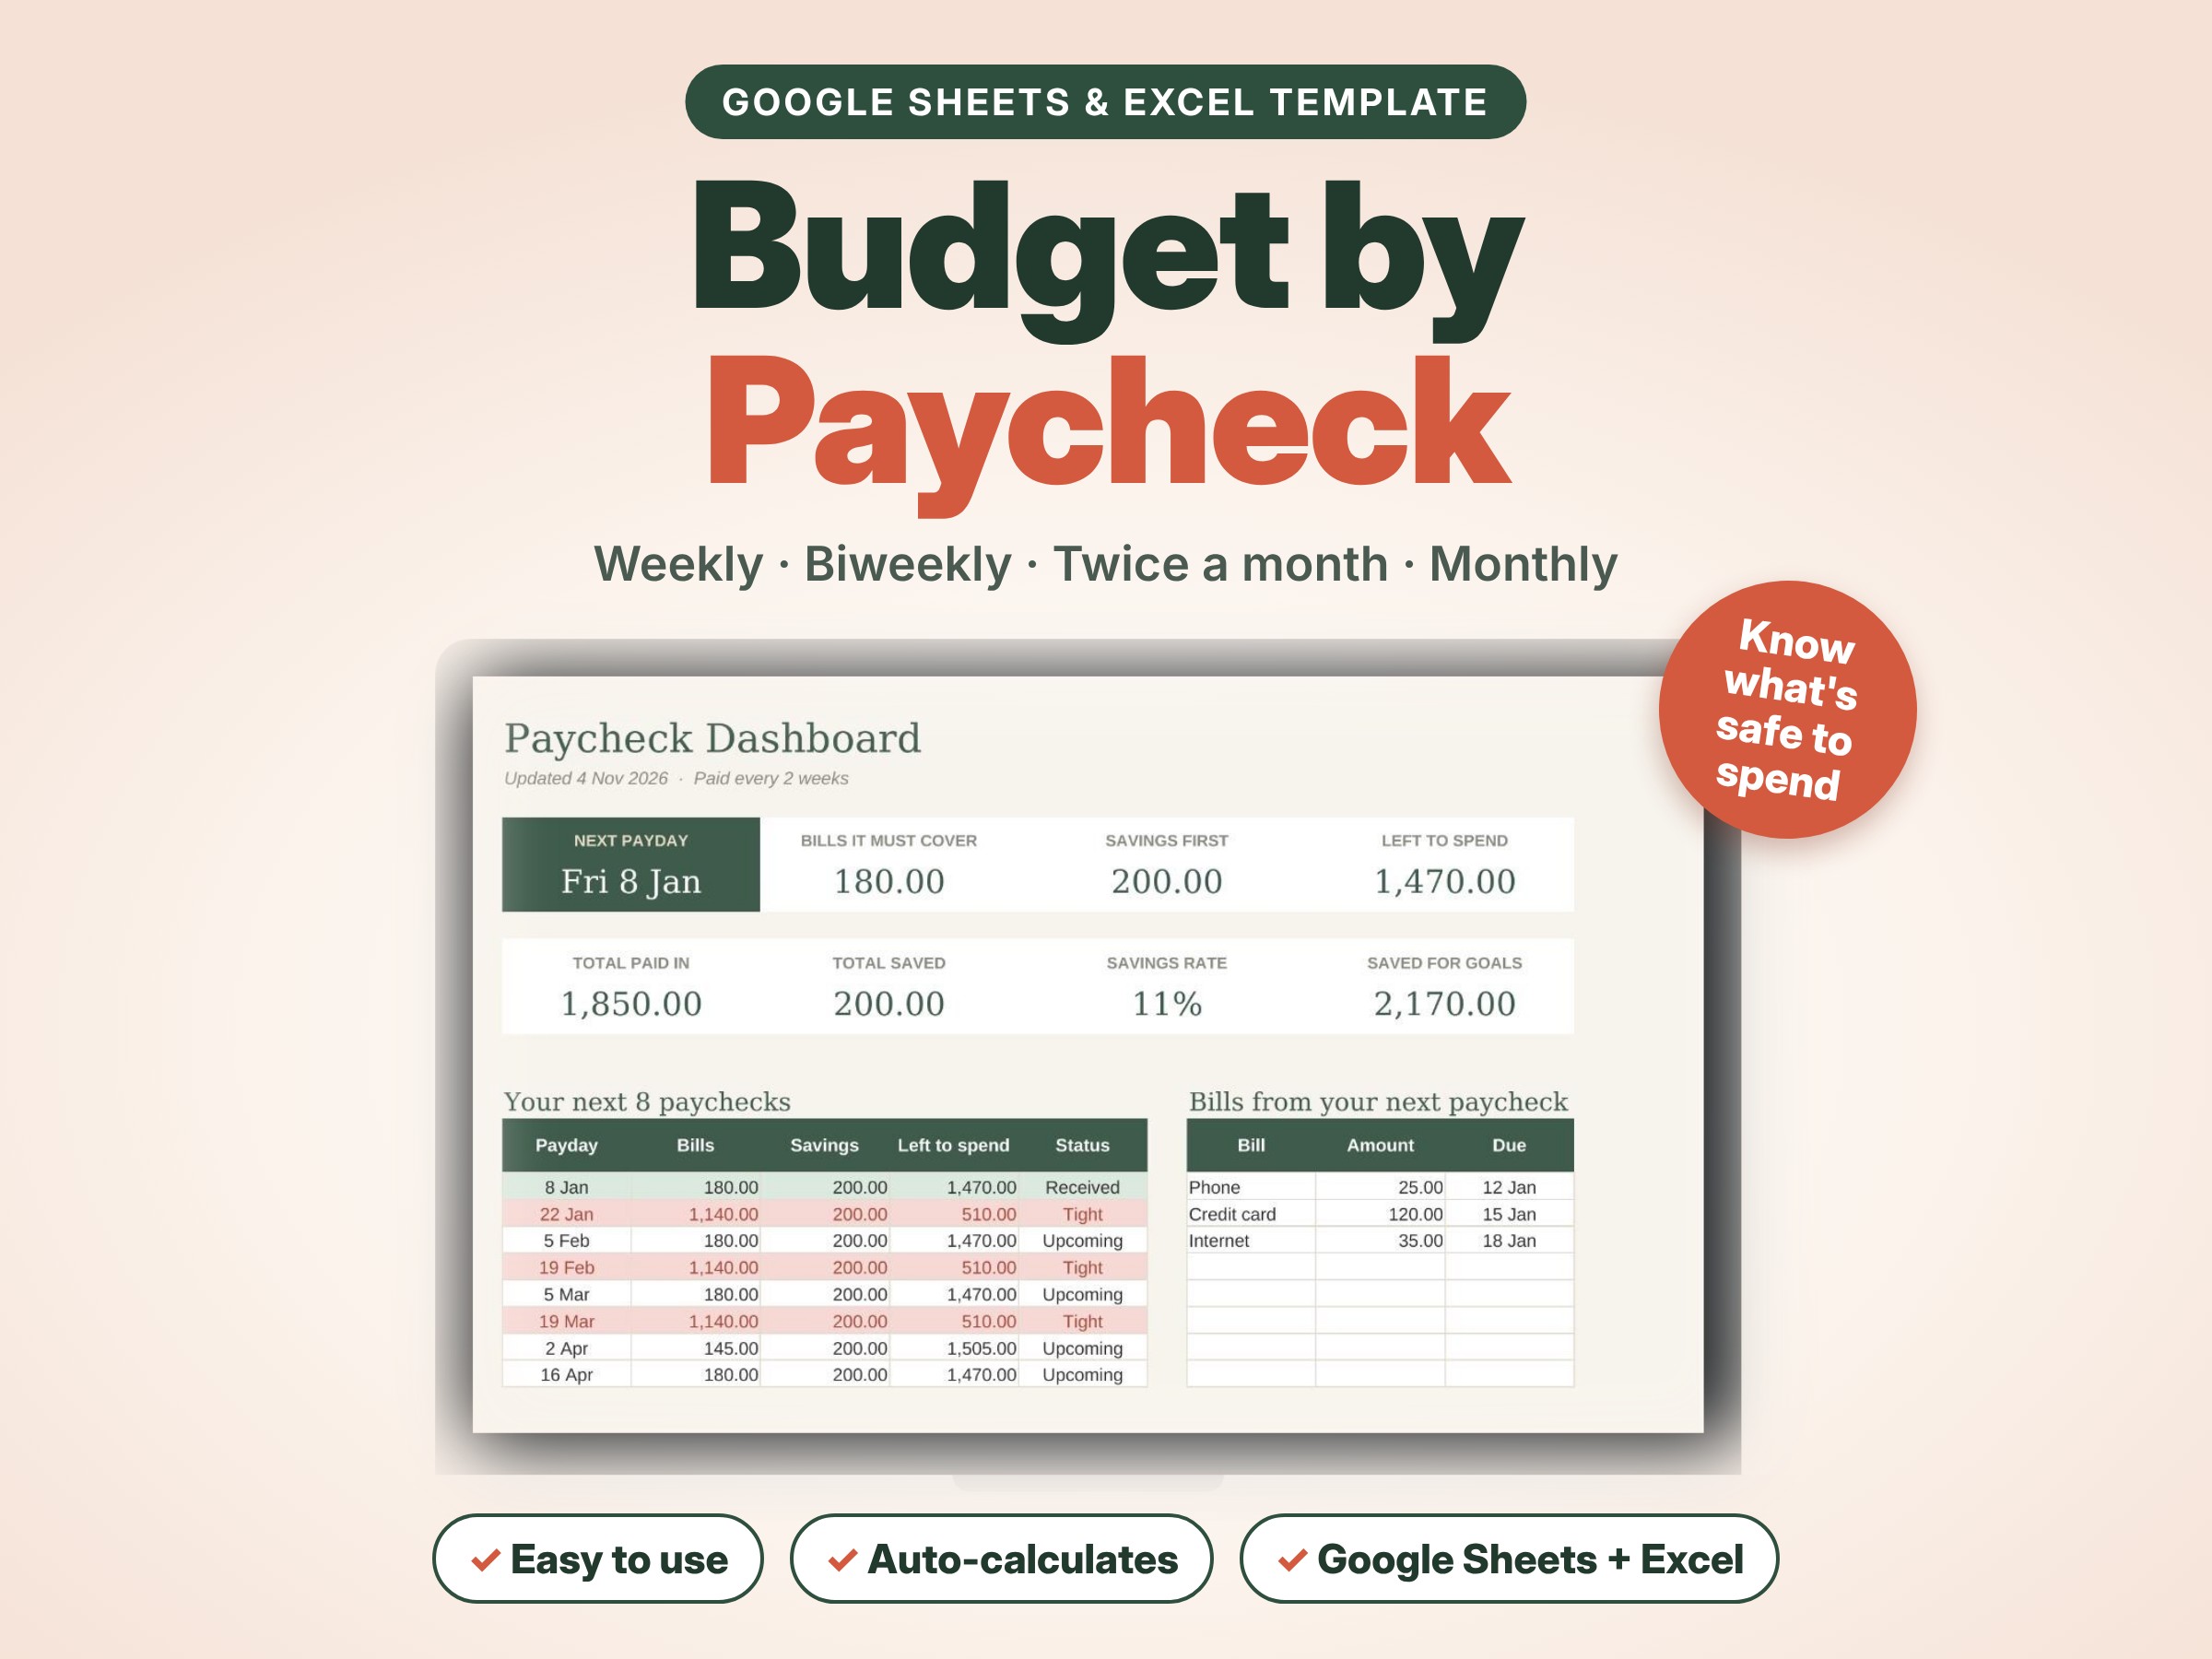 GOOGLE SHEETS & EXCEL TEMPLATE
Budget by
Paycheck
Weekly · Biweekly · Twice a month · Monthly
Know
what's
safe to
spend
Paycheck Dashboard
Updated 4 Nov 2026 · Paid every 2 weeks
NEXT PAYDAY BILLS IT MUST COVER SAVINGS FIRST LEFT TO SPEND
Fri 8 Jan 180.00 200.00 1,470.00
TOTAL PAID IN TOTAL SAVED SAVINGS RATE SAVED FOR GOALS
1,850.00 200.00 11% 2,170.00
Your next 8 paychecks
Payday Bills Savings Left to spend Status
8 Jan 180.00 200.00 1,470.00 Received
22 Jan 1,140.00 200.00 510.00 Tight
5 Feb 180.00 200.00 1,470.00 Upcoming
19 Feb 1,140.00 200.00 510.00 Tight
5 Mar 180.00 200.00 1,470.00 Upcoming
19 Mar 1,140.00 200.00 510.00 Tight
2 Apr 145.00 200.00 1,505.00 Upcoming
16 Apr 180.00 200.00 1,470.00 Upcoming
Bills from your next paycheck
Bill Amount Due
Phone 25.00 12 Jan
Credit card 120.00 15 Jan
Internet 35.00 18 Jan
✓ Easy to use
✓ Auto-calculates
✓ Google Sheets + Excel